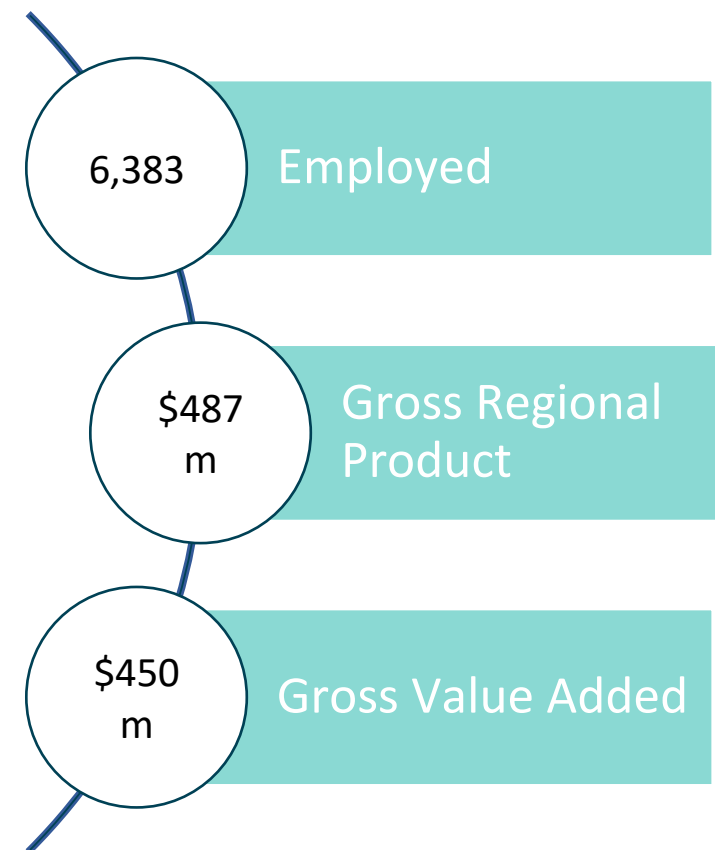 6,383
Employed
$487
m
Gross Regional
Product
$450
m
Gross Value Added